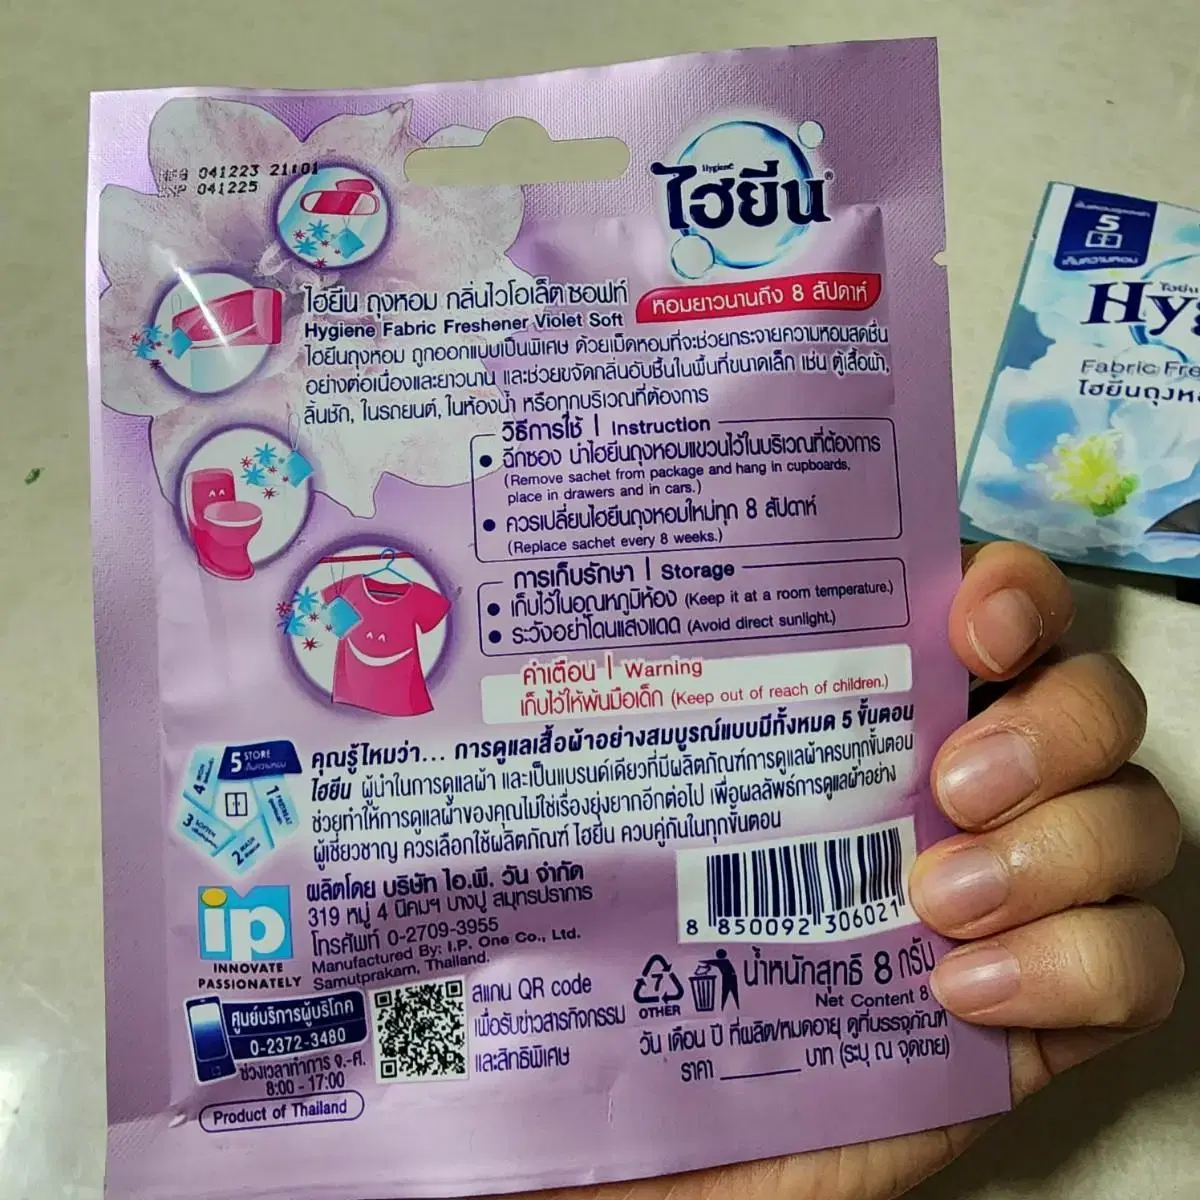 MFG 041223 21:01
EXP 041225
Hygiene
ไฮยีน®
หอมยาวนานถึง 8 สัปดาห์
ไฮยีน ถุงหอม กลิ่นไวโอเล็ต ซอฟท์
Hygiene Fabric Freshener Violet Soft
ไฮยีนถุงหอม ถูกออกแบบเป็นพิเศษ ด้วยเม็ดหอมที่จะช่วยกระจายความหอมสดชื่น
อย่างต่อเนื่องและยาวนาน และช่วยขจัดกลิ่นอับชื้นในพื้นที่ขนาดเล็ก เช่น ตู้เสื้อผ้า,
ลิ้นชัก, ในรถยนต์, ในห้องน้ำ หรือทุกบริเวณที่ต้องการ
วิธีการใช้ | Instruction
• ฉีกซอง นำไฮยีนถุงหอมแขวนไว้ในบริเวณที่ต้องการ
(Remove sachet from package and hang in cupboards,
place in drawers and in cars.)
• ควรเปลี่ยนไฮยีนถุงหอมใหม่ทุก 8 สัปดาห์
(Replace sachet every 8 weeks.)
การเก็บรักษา | Storage
• เก็บไว้ในอุณหภูมิห้อง (Keep it at a room temperature.)
• ระวังอย่าโดนแสงแดด (Avoid direct sunlight.)
คำเตือน | Warning
เก็บไว้ให้พ้นมือเด็ก (Keep out of reach of children.)
5 STORE
เก็บความหอม
1 PRETREAT
2 WASH
3 SOFTEN
4
คุณรู้ไหมว่า... การดูแลเสื้อผ้าอย่างสมบูรณ์แบบมีทั้งหมด 5 ขั้นตอน
ไฮยีน ผู้นำในการดูแลผ้า และเป็นแบรนด์เดียวที่มีผลิตภัณฑ์การดูแลผ้าครบทุกขั้นตอน
ช่วยทำให้การดูแลผ้าของคุณไม่ใช่เรื่องยุ่งยากอีกต่อไป เพื่อผลลัพธ์การดูแลผ้าอย่าง
ผู้เชี่ยวชาญ ควรเลือกใช้ผลิตภัณฑ์ ไฮยีน ควบคู่กันในทุกขั้นตอน
ip
INNOVATE
PASSIONATELY
ผลิตโดย บริษัท ไอ.พี. วัน จำกัด
319 หมู่ 4 นิคมฯ บางปู สมุทรปราการ
โทรศัพท์ 0-2709-3955
Manufactured By: I.P. One Co., Ltd.
Samutprakarn, Thailand.
8 850092 306021
ศูนย์บริการผู้บริโภค
0-2372-3480
ช่วงเวลาทำการ จ.-ศ.
8:00 - 17:00
Product of Thailand
สแกน QR code
เพื่อรับข่าวสารกิจกรรม
และสิทธิพิเศษ
7
OTHER
น้ำหนักสุทธิ 8 กรัม
Net Content 8
วัน เดือน ปี ที่ผลิต/หมดอายุ ดูที่บรรจุภัณฑ์
ราคา ________ บาท (ระบุ ณ จุดขาย)
5
เก็บความหอม
Hy
Fabric Fre
ไฮยีนถุงห